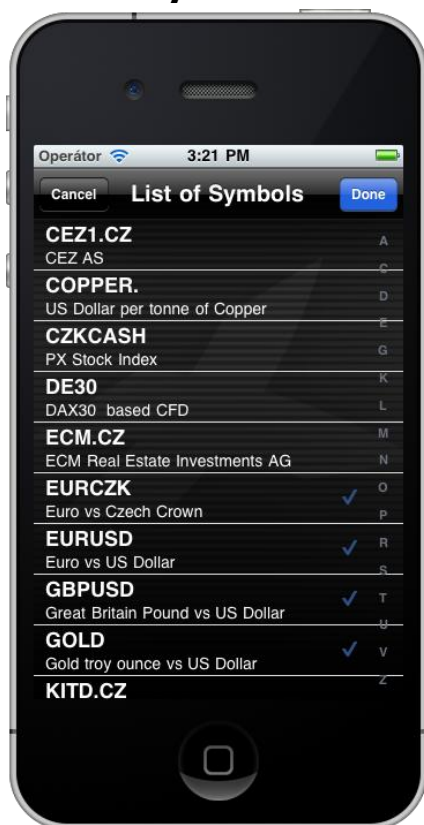 Operátor 3:21 PM
Cancel List of Symbols Done
CEZ1.CZ
CEZ AS
COPPER.
US Dollar per tonne of Copper
CZKCASH
PX Stock Index
DE30
DAX30 based CFD
ECM.CZ
ECM Real Estate Investments AG
EURCZK
Euro vs Czech Crown
EURUSD
Euro vs US Dollar
GBPUSD
Great Britain Pound vs US Dollar
GOLD
Gold troy ounce vs US Dollar
KITD.CZ
A
C
D
E
G
K
L
M
N
O
P
R
S
T
U
V
Z